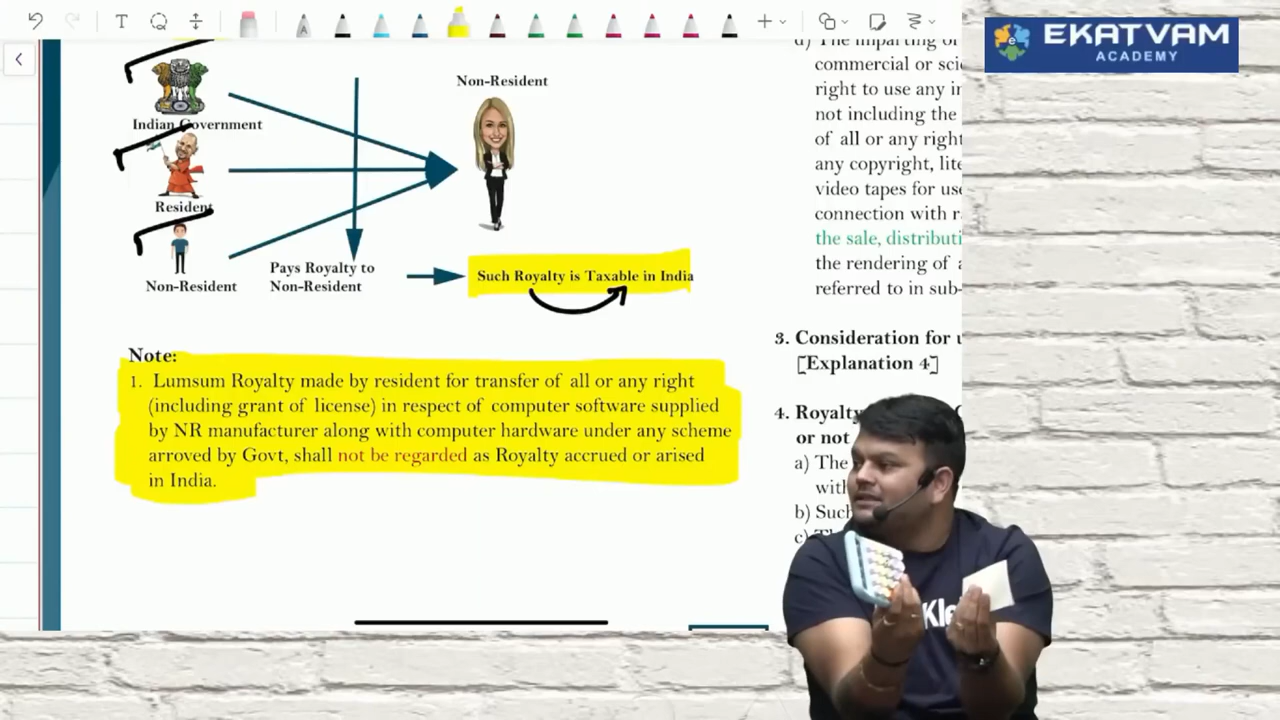 EKATVAM
ACADEMY
Non-Resident
Indian Government
Resident
Non-Resident
Pays Royalty to
Non-Resident
Such Royalty is Taxable in India
Note:
1. Lumsum Royalty made by resident for transfer of all or any right
(including grant of license) in respect of computer software supplied
by NR manufacturer along with computer hardware under any scheme
arroved by Govt, shall not be regarded as Royalty accrued or arised
in India.
d) The imparting of
commercial or sci
right to use any i
not including the
of all or any right
any copyright, lite
video tapes for use
connection with r
the sale, distributi
the rendering of
referred to in sub-
3. Consideration for u
[Explanation 4]
4. Royalty
or not
a) The
with
b) Such
c)
Kle